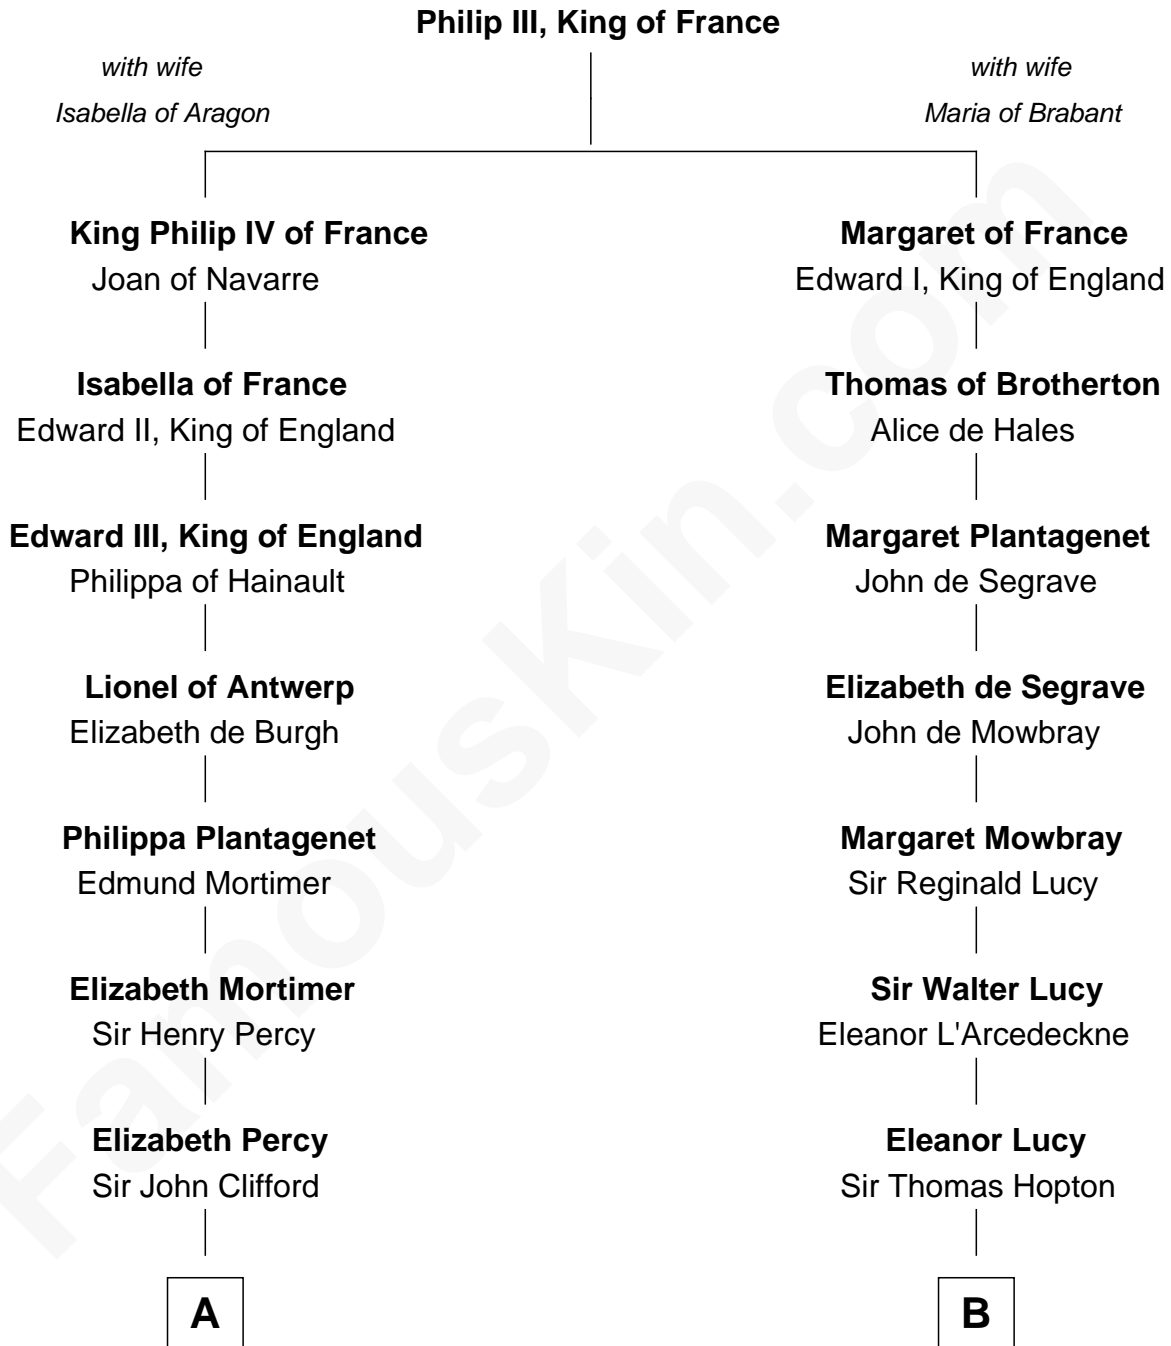 Philip III, King of France
with wife
Isabella of Aragon
with wife
Maria of Brabant
King Philip IV of France
Joan of Navarre
Margaret of France
Edward I, King of England
Isabella of France
Edward II, King of England
Thomas of Brotherton
Alice de Hales
Edward III, King of England
Philippa of Hainault
Margaret Plantagenet
John de Segrave
Lionel of Antwerp
Elizabeth de Burgh
Elizabeth de Segrave
John de Mowbray
Philippa Plantagenet
Edmund Mortimer
Margaret Mowbray
Sir Reginald Lucy
Elizabeth Mortimer
Sir Henry Percy
Sir Walter Lucy
Eleanor L'Arcedeckne
Elizabeth Percy
Sir John Clifford
Eleanor Lucy
Sir Thomas Hopton
A
B
FamousKin.com